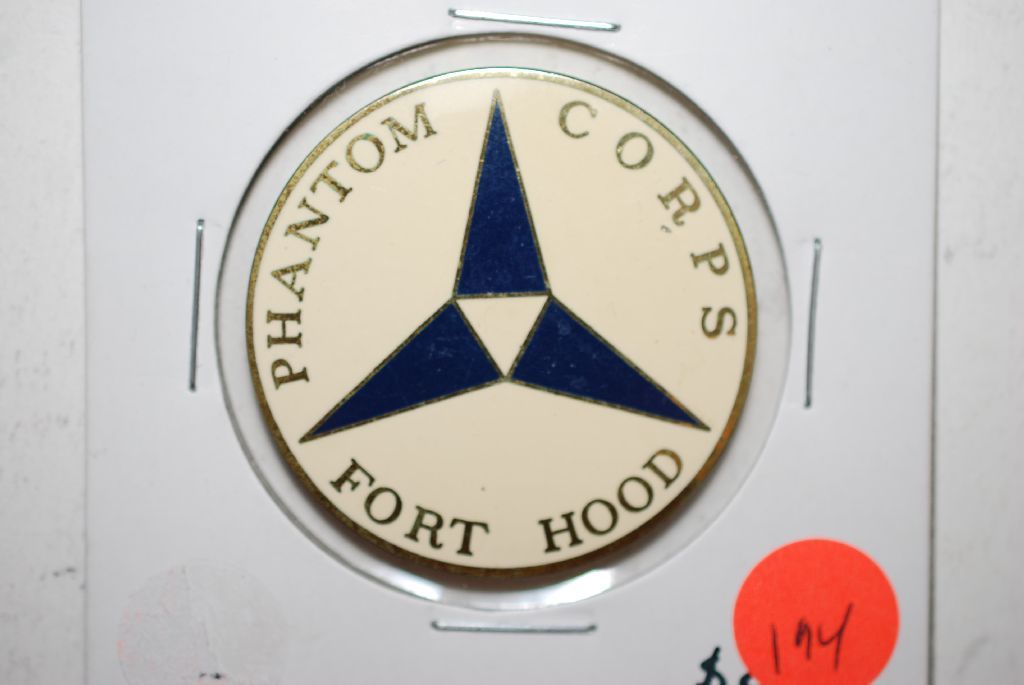 PHANTOM CORPS
FORT HOOD
194
$